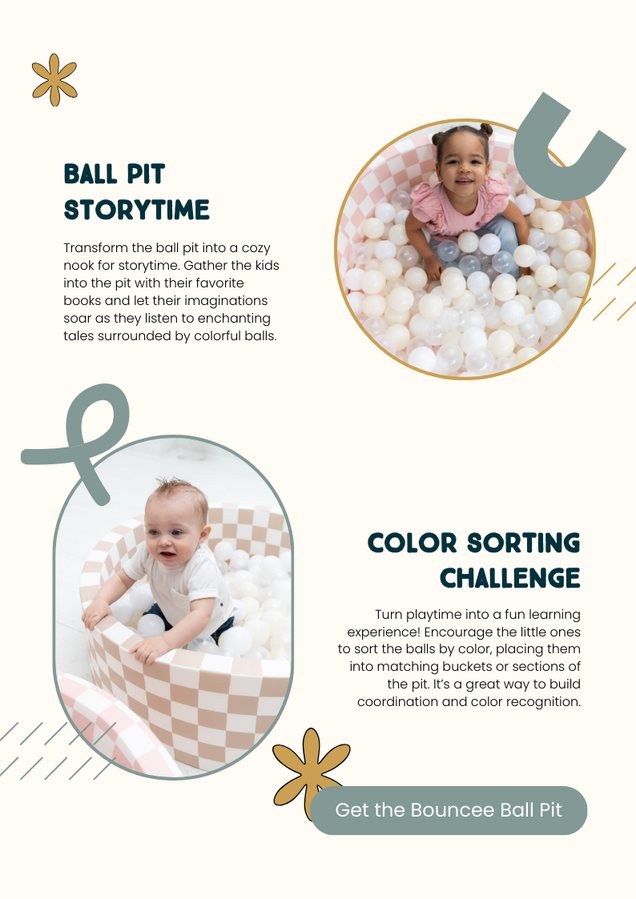 BALL PIT
STORYTIME
Transform the ball pit into a cozy
nook for storytime. Gather the kids
into the pit with their favorite
books and let their imaginations
soar as they listen to enchanting
tales surrounded by colorful balls.
COLOR SORTING
CHALLENGE
Turn playtime into a fun learning
experience! Encourage the little ones
to sort the balls by color, placing them
into matching buckets or sections of
the pit. It's a great way to build
coordination and color recognition.
Get the Bouncee Ball Pit